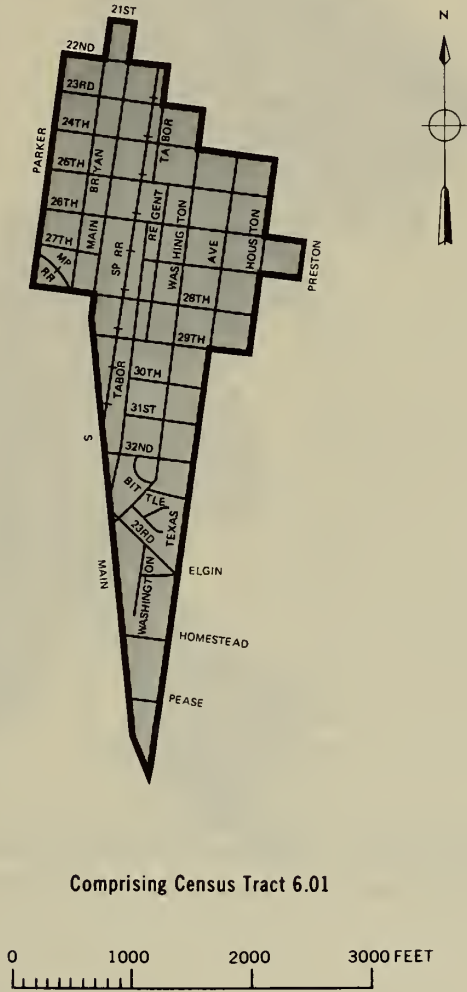 21ST
N
22ND
23RD
TABOR
24TH
PARKER
BRYAN
25TH
REGENT
26TH
WASHINGTON
AVE
HOUSTON
MAIN
27TH
SP RR
MP
RR
PRESTON
28TH
29TH
30TH
TABOR
31ST
S
32ND
BITTLE
TEXAS
23RD
ELGIN
MAIN
WASHINGTON
HOMESTEAD
PEASE
Comprising Census Tract 6.01
0 1000 2000 3000 FEET